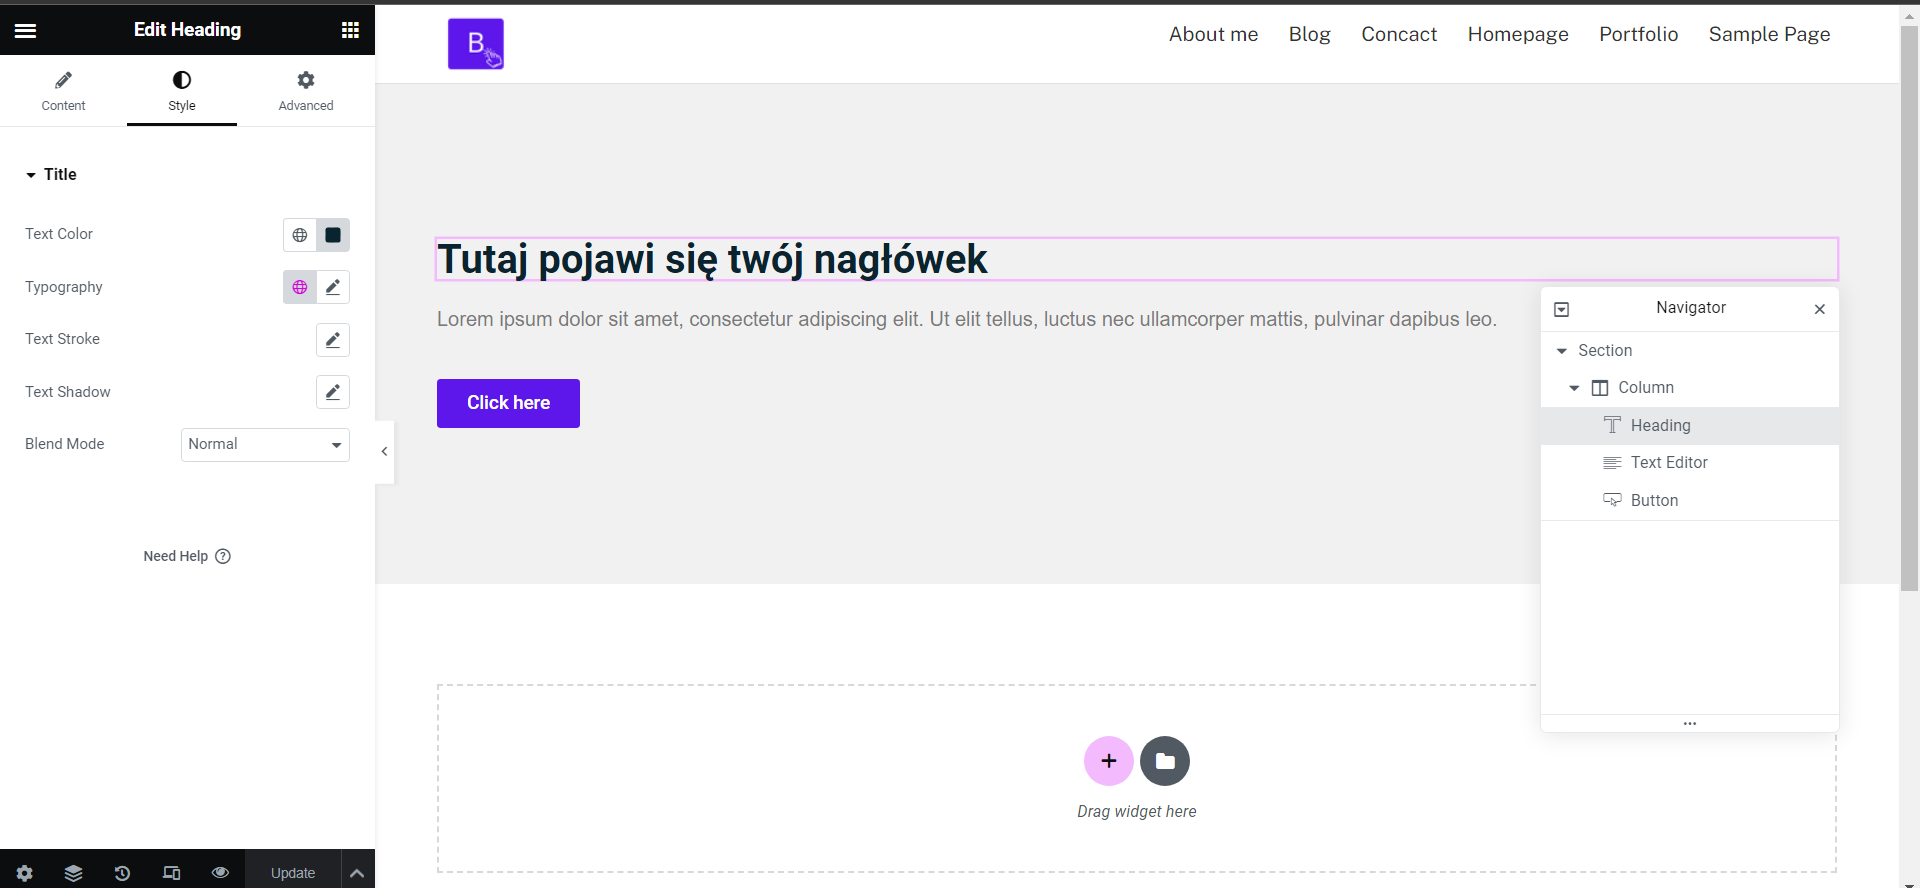 Edit Heading
Content
Style
Advanced
Title
Text Color
Typography
Text Stroke
Text Shadow
Blend Mode
Normal
Need Help
Update
B
About me
Blog
Concact
Homepage
Portfolio
Sample Page
Tutaj pojawi się twój nagłówek
Lorem ipsum dolor sit amet, consectetur adipiscing elit. Ut elit tellus, luctus nec ullamcorper mattis, pulvinar dapibus leo.
Click here
Navigator
Section
Column
Heading
Text Editor
Button
Drag widget here